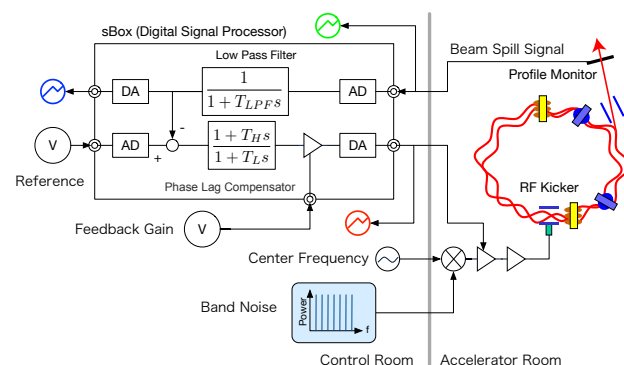 sBox (Digital Signal Processor)
Low Pass Filter
Beam Spill Signal
Profile Monitor
DA
1
1 + T_{LPF}s
AD
V
AD
+
-
1 + T_H s
1 + T_L s
DA
Reference
Phase Lag Compensator
RF Kicker
Feedback Gain
V
Center Frequency
Band Noise
Power
f
Control Room
Accelerator Room